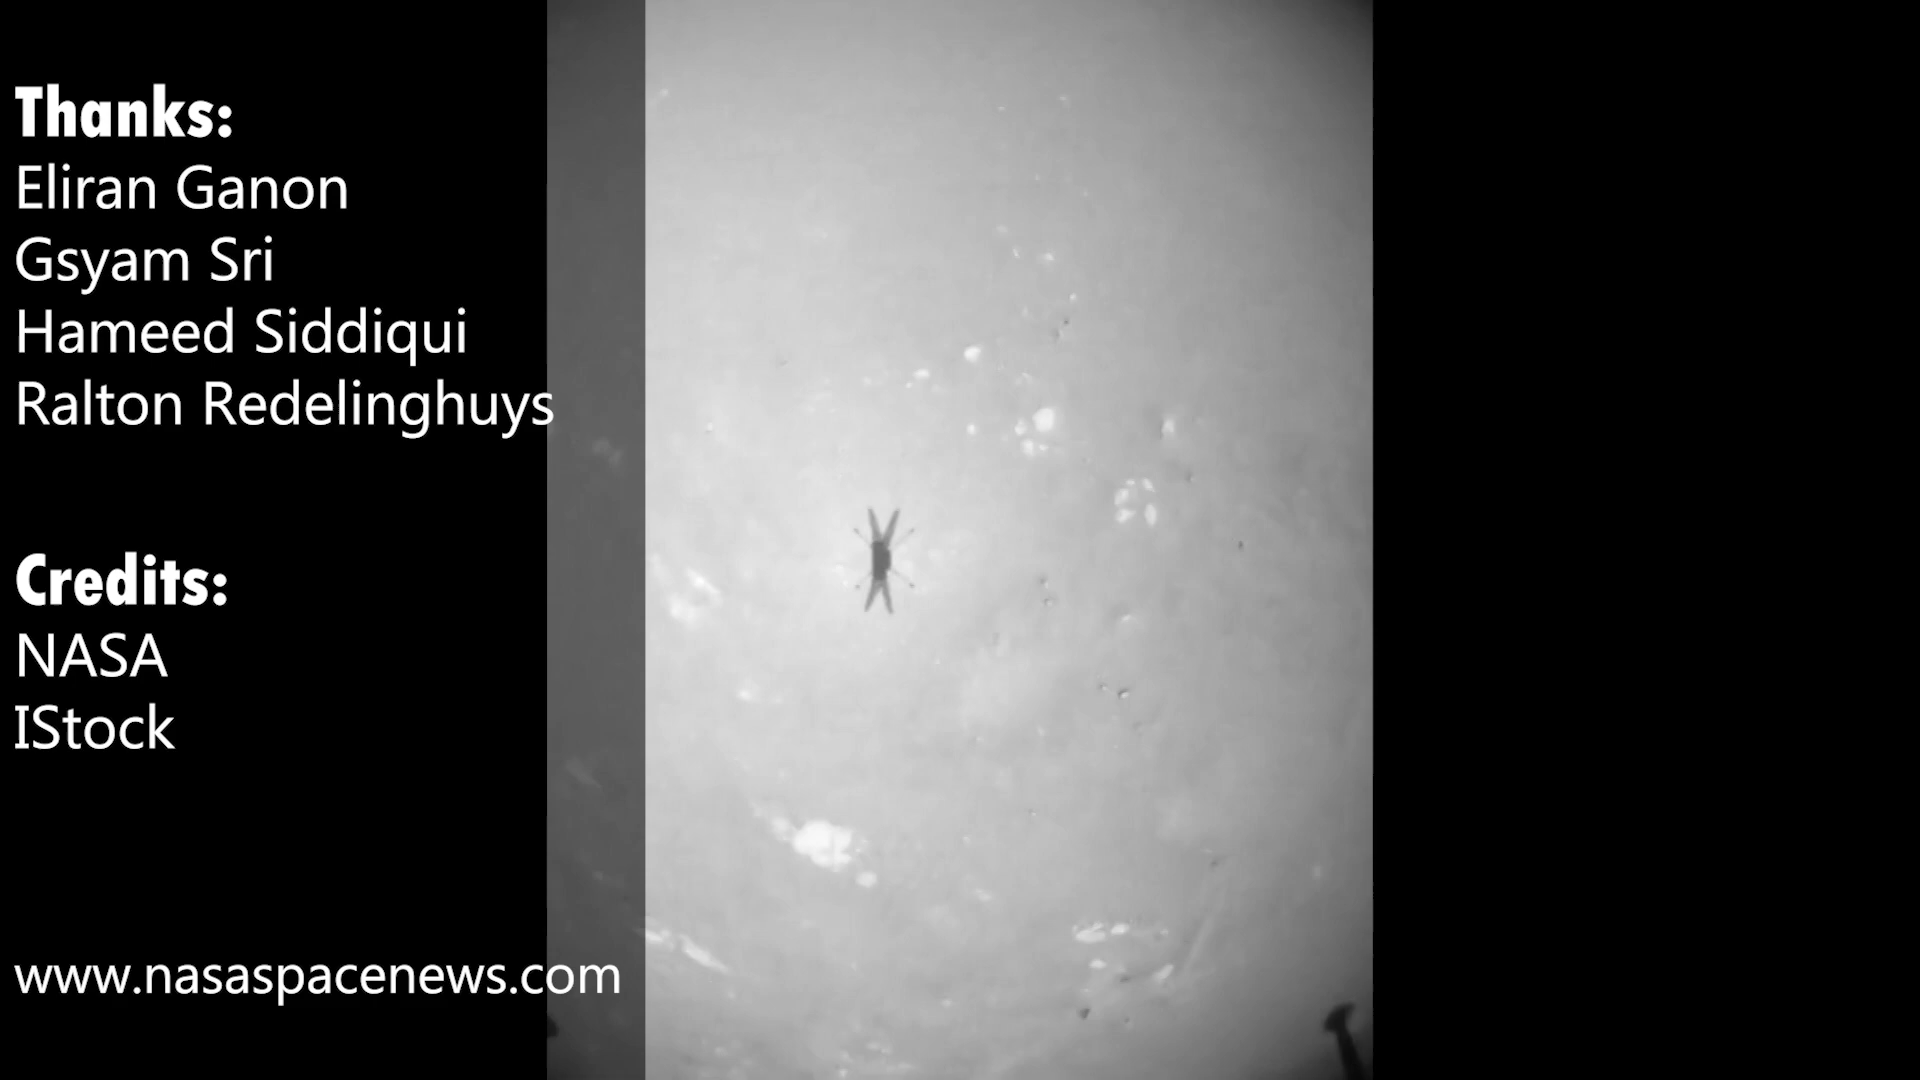 Thanks:
Eliran Ganon
Gsyam Sri
Hameed Siddiqui
Ralton Redelinghuys
Credits:
NASA
IStock
www.nasaspacenews.com